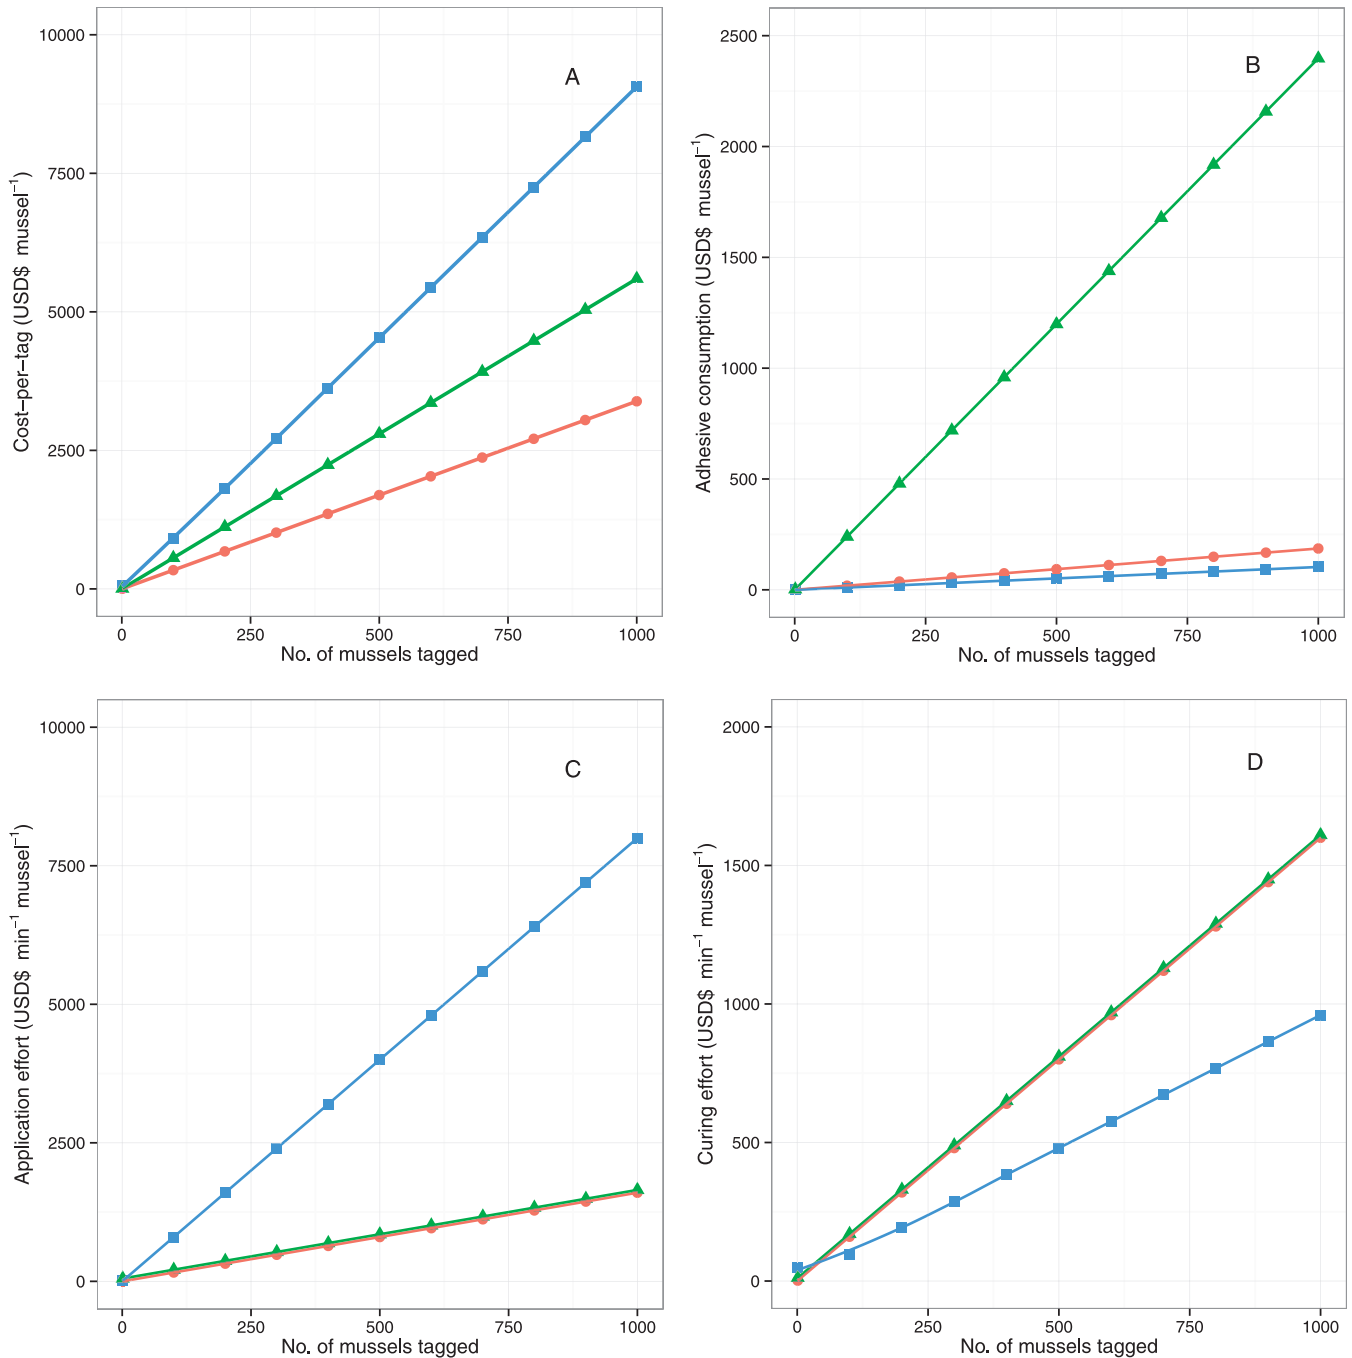 A
Cost-per-tag (USD$ mussel⁻¹)
10000
7500
5000
2500
0
0 250 500 750 1000
No. of mussels tagged
B
Adhesive consumption (USD$ mussel⁻¹)
2500
2000
1500
1000
500
0
0 250 500 750 1000
No. of mussels tagged
C
Application effort (USD$ min⁻¹ mussel⁻¹)
10000
7500
5000
2500
0
0 250 500 750 1000
No. of mussels tagged
D
Curing effort (USD$ min⁻¹ mussel⁻¹)
2000
1500
1000
500
0
0 250 500 750 1000
No. of mussels tagged